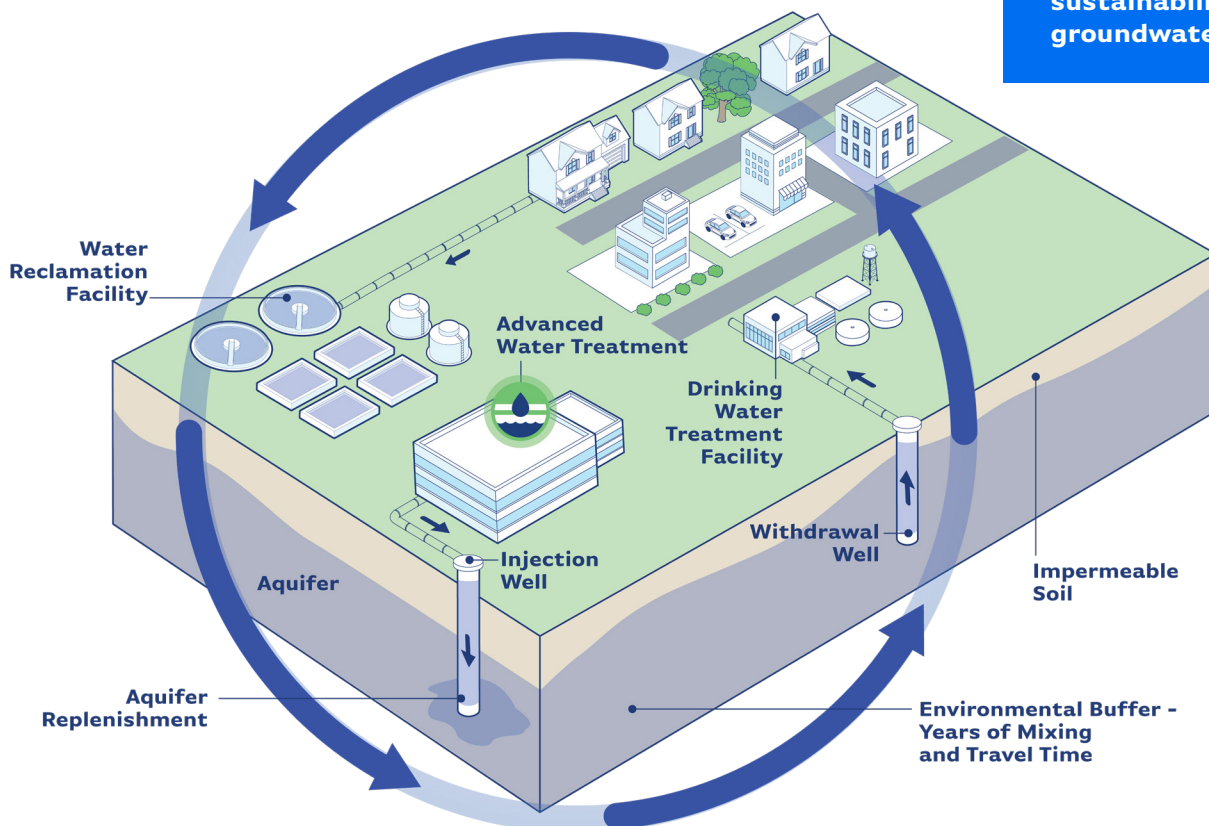 Water
Reclamation
Facility
Advanced
Water Treatment
Drinking
Water
Treatment
Facility
Withdrawal
Well
Impermeable
Soil
Injection
Well
Aquifer
Aquifer
Replenishment
Environmental Buffer -
Years of Mixing
and Travel Time